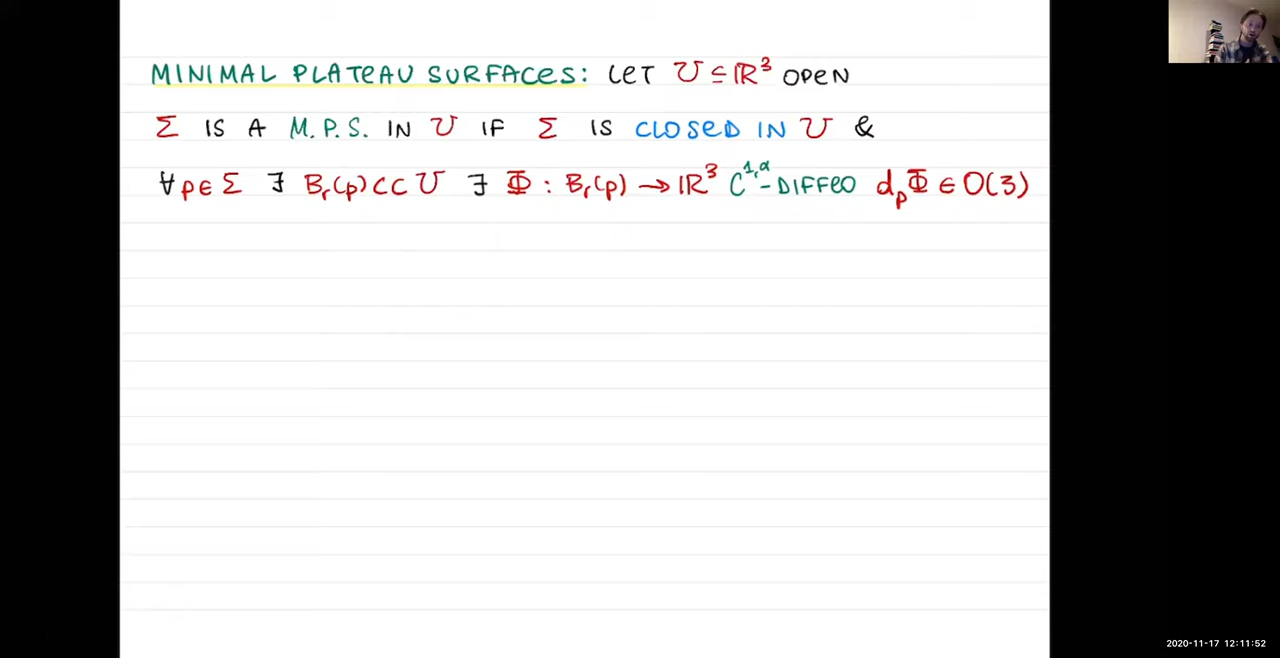 MINIMAL PLATEAU SURFACES: LET U ⊆ ℝ³ OPEN
Σ IS A M.P.S. IN U IF Σ IS CLOSED IN U &
∀p∈Σ ∃ Bᵣ(p)⊂⊂U ∃ Φ : Bᵣ(p) → ℝ³ C^{1,α}-DIFFEO dₚΦ ∈ O(3)
2020-11-17 12:11:52